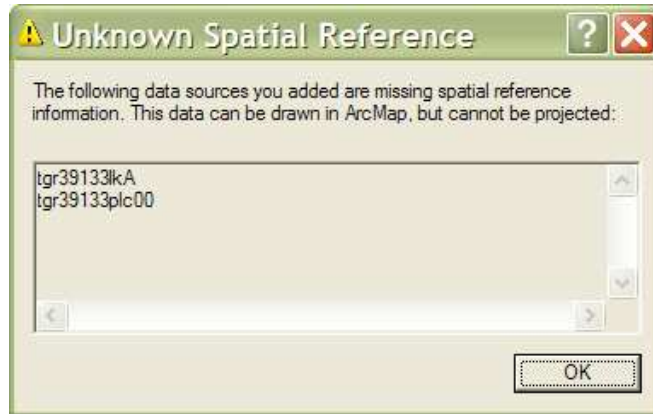 Unknown Spatial Reference
The following data sources you added are missing spatial reference
information. This data can be drawn in ArcMap, but cannot be projected:
tgr39133lkA
tgr39133plc00
OK